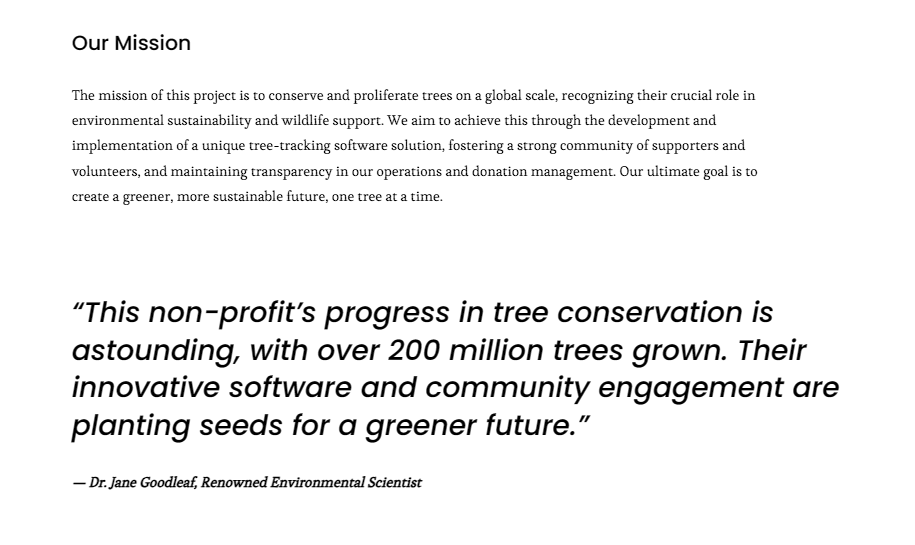 Our Mission
The mission of this project is to conserve and proliferate trees on a global scale, recognizing their crucial role in
environmental sustainability and wildlife support. We aim to achieve this through the development and
implementation of a unique tree-tracking software solution, fostering a strong community of supporters and
volunteers, and maintaining transparency in our operations and donation management. Our ultimate goal is to
create a greener, more sustainable future, one tree at a time.
“This non-profit’s progress in tree conservation is
astounding, with over 200 million trees grown. Their
innovative software and community engagement are
planting seeds for a greener future.”
— Dr. Jane Goodleaf, Renowned Environmental Scientist